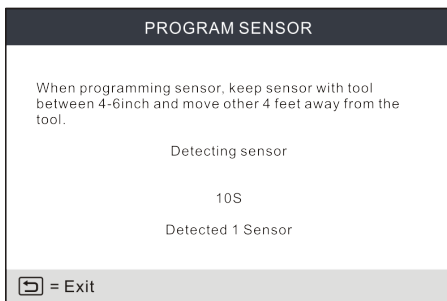 PROGRAM SENSOR
When programming sensor, keep sensor with tool
between 4-6inch and move other 4 feet away from the
tool.
Detecting sensor
10S
Detected 1 Sensor
= Exit